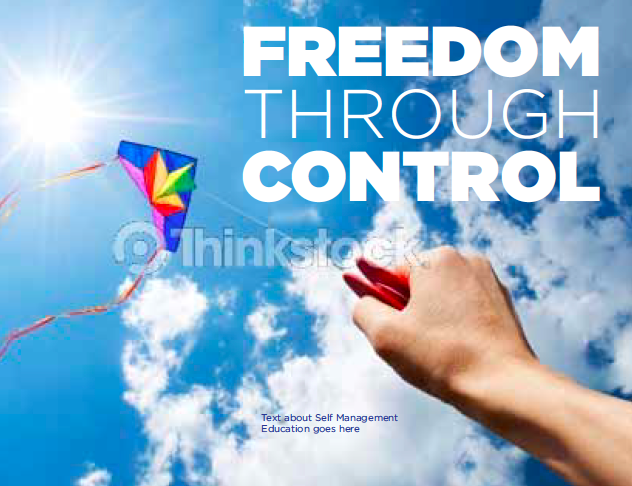 FREEDOM
THROUGH
CONTROL
Thinkstock
Text about Self Management
Education goes here